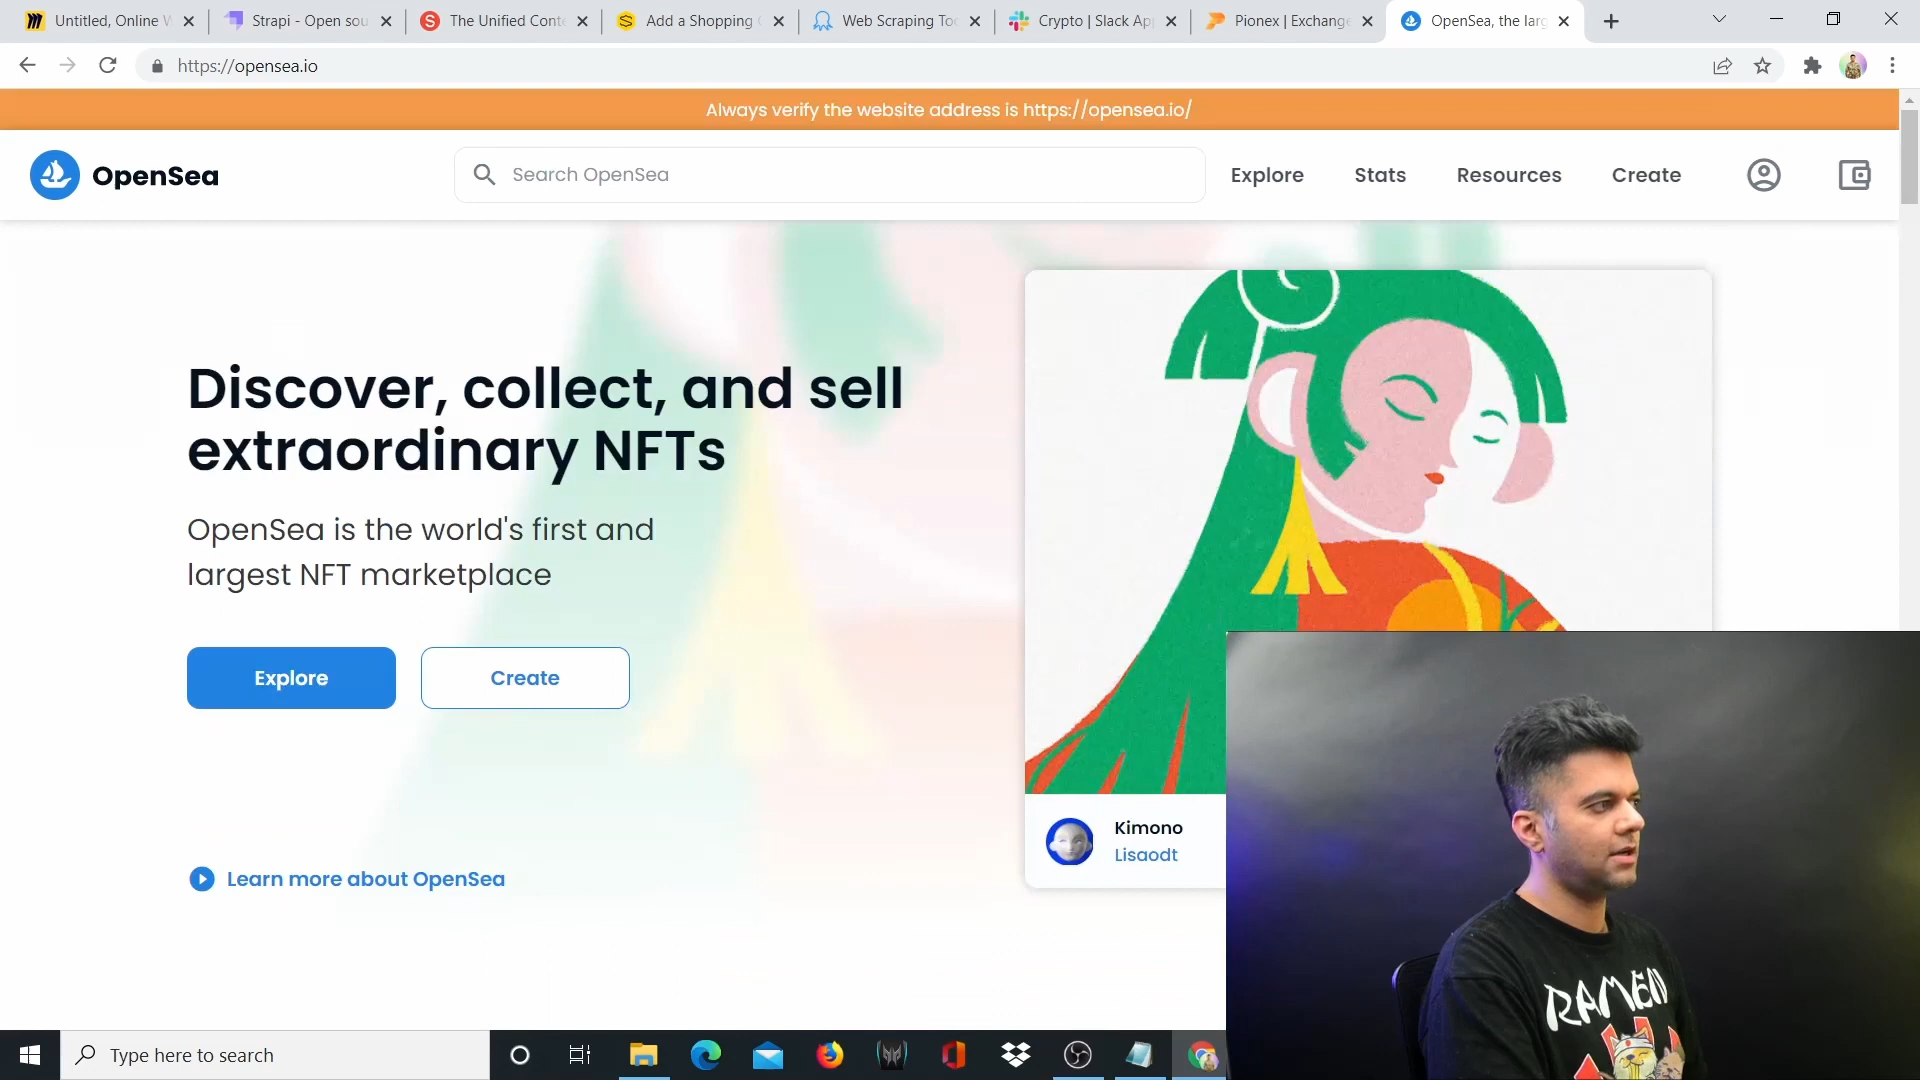 Untitled, Online W
Strapi - Open sou
The Unified Conte
Add a Shopping C
Web Scraping Too
Crypto | Slack App
Pionex | Exchange
OpenSea, the larg
https://opensea.io
Always verify the website address is https://opensea.io/
OpenSea
Search OpenSea
Explore
Stats
Resources
Create
Discover, collect, and sell
extraordinary NFTs
OpenSea is the world's first and
largest NFT marketplace
Explore
Create
Learn more about OpenSea
Kimono
Lisaodt
RAMEN
Type here to search